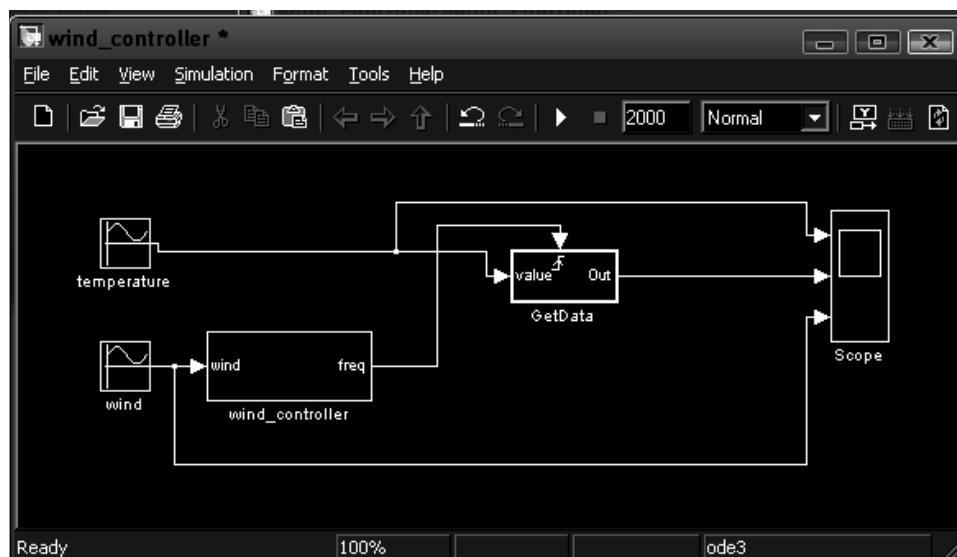 wind_controller *
File Edit View Simulation Format Tools Help
2000 Normal
temperature
value Out
GetData
Scope
wind freq
wind
wind_controller
Ready 100% ode3